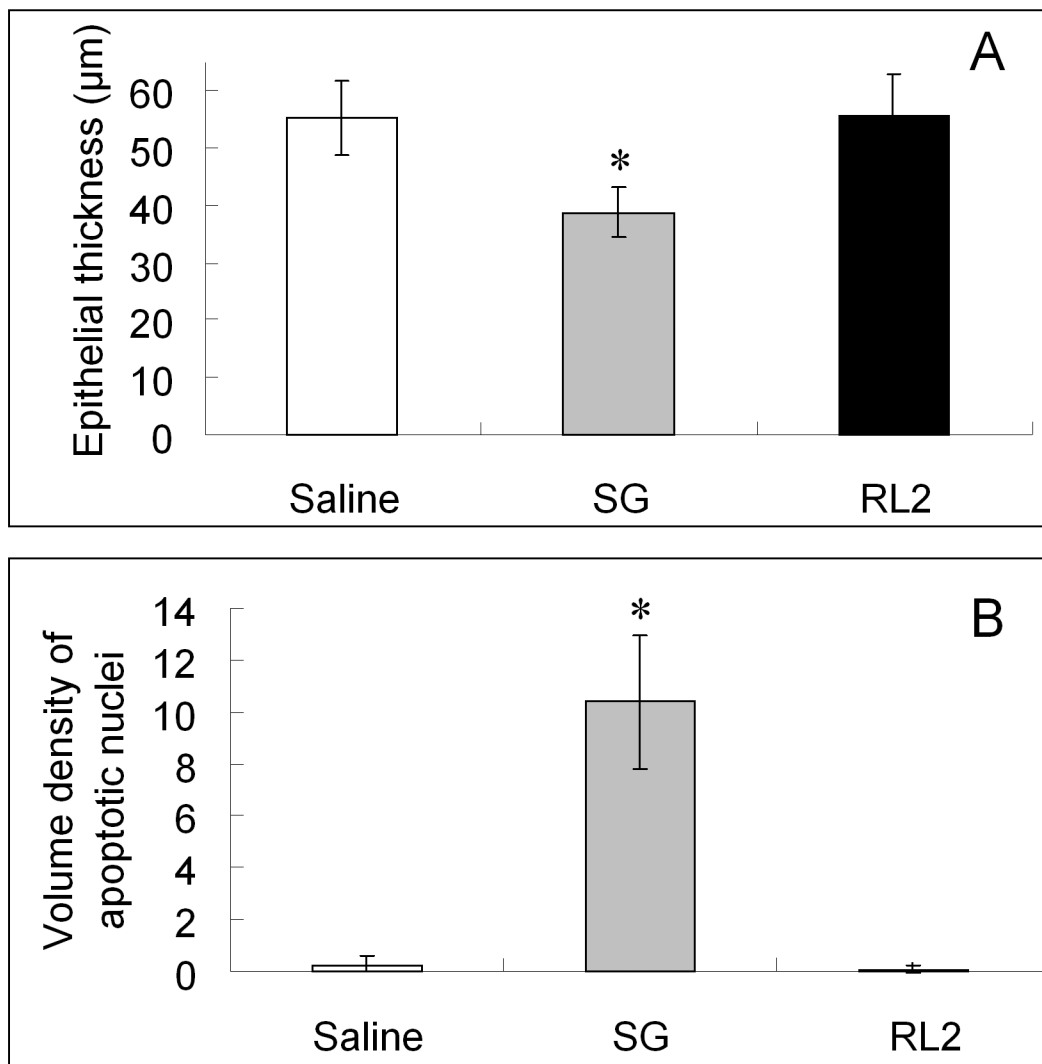 A
Epithelial thickness (µm)
60
50
40
30
20
10
0
*
Saline SG RL2
B
Volume density of
apoptotic nuclei
14
12
10
8
6
4
2
0
*
Saline SG RL2